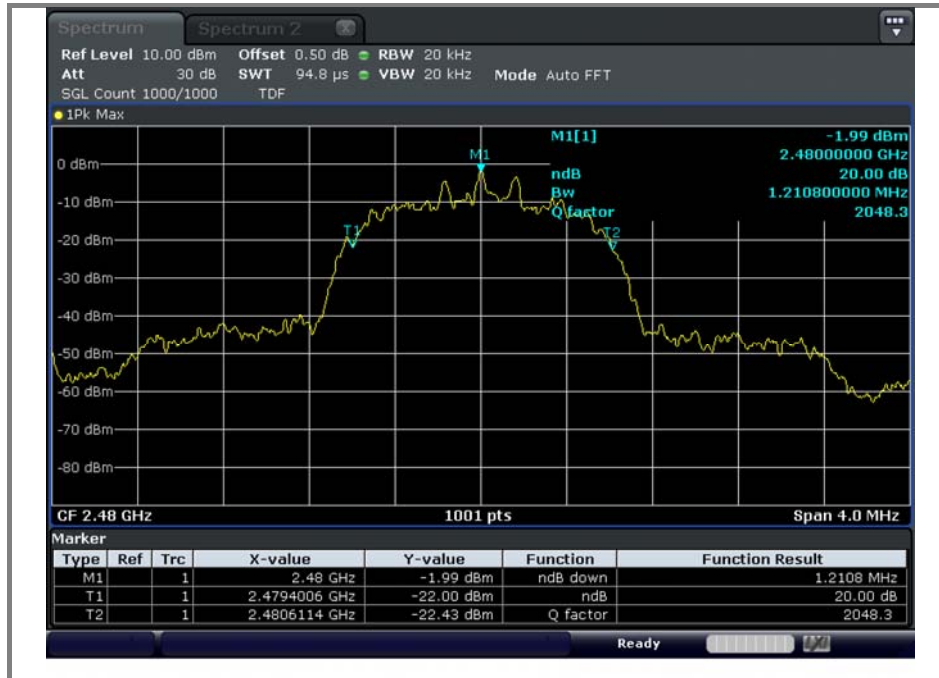 Spectrum Spectrum 2 X
Ref Level 10.00 dBm Offset 0.50 dB RBW 20 kHz
Att 30 dB SWT 94.8 µs VBW 20 kHz Mode Auto FFT
SGL Count 1000/1000 TDF
1Pk Max
M1[1] -1.99 dBm
2.48000000 GHz
ndB 20.00 dB
Bw 1.210800000 MHz
Q factor 2048.3
M1
T1
T2
0 dBm
-10 dBm
-20 dBm
-30 dBm
-40 dBm
-50 dBm
-60 dBm
-70 dBm
-80 dBm
CF 2.48 GHz 1001 pts Span 4.0 MHz
Marker
Type Ref Trc X-value Y-value Function Function Result
M1 1 2.48 GHz -1.99 dBm ndB down 1.2108 MHz
T1 1 2.4794006 GHz -22.00 dBm ndB 20.00 dB
T2 1 2.4806114 GHz -22.43 dBm Q factor 2048.3
Ready